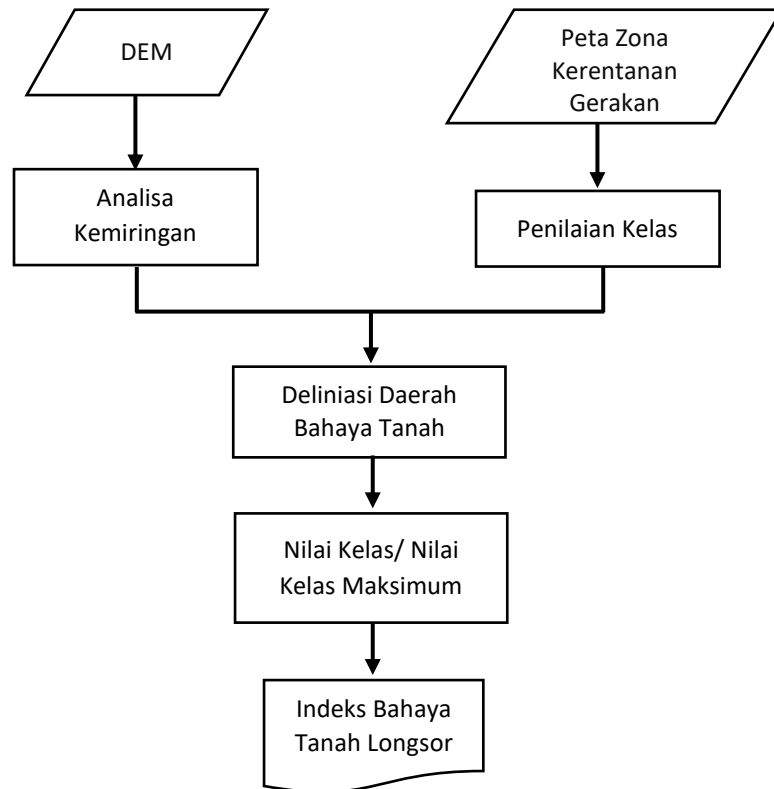 DEM
Peta Zona
Kerentanan
Gerakan
Analisa
Kemiringan
Penilaian Kelas
Deliniasi Daerah
Bahaya Tanah
Nilai Kelas/ Nilai
Kelas Maksimum
Indeks Bahaya
Tanah Longsor